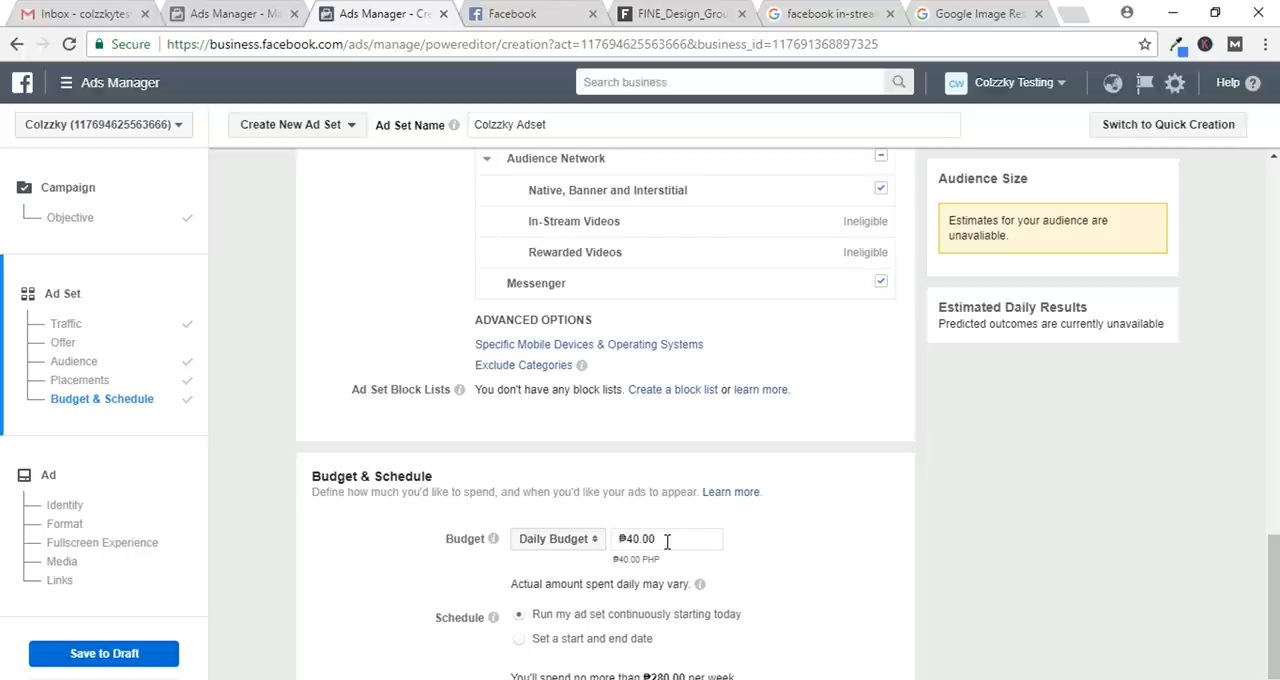 Inbox - colzzkytes
Ads Manager - Ma
Ads Manager - Cre
Facebook
FINE_Design_Grou
facebook in-stream
Google Image Res
Secure
https://business.facebook.com/ads/manage/powereditor/creation?act=117694625563666&business_id=117691368897325
Ads Manager
Search business
CW
Colzzky Testing
Help
Colzzky (117694625563666)
Create New Ad Set
Ad Set Name
Colzzky Adset
Switch to Quick Creation
Campaign
Objective
Ad Set
Traffic
Offer
Audience
Placements
Budget & Schedule
Ad
Identity
Format
Fullscreen Experience
Media
Links
Save to Draft
Audience Network
Native, Banner and Interstitial
In-Stream Videos Ineligible
Rewarded Videos Ineligible
Messenger
ADVANCED OPTIONS
Specific Mobile Devices & Operating Systems
Exclude Categories
Ad Set Block Lists You don't have any block lists. Create a block list or learn more.
Budget & Schedule
Define how much you'd like to spend, and when you'd like your ads to appear. Learn more.
Budget Daily Budget ₱40.00
₱40.00 PHP
Actual amount spent daily may vary.
Schedule Run my ad set continuously starting today
Set a start and end date
You'll spend no more than ₱280.00 per week.
Audience Size
Estimates for your audience are
unavaliable.
Estimated Daily Results
Predicted outcomes are currently unavailable